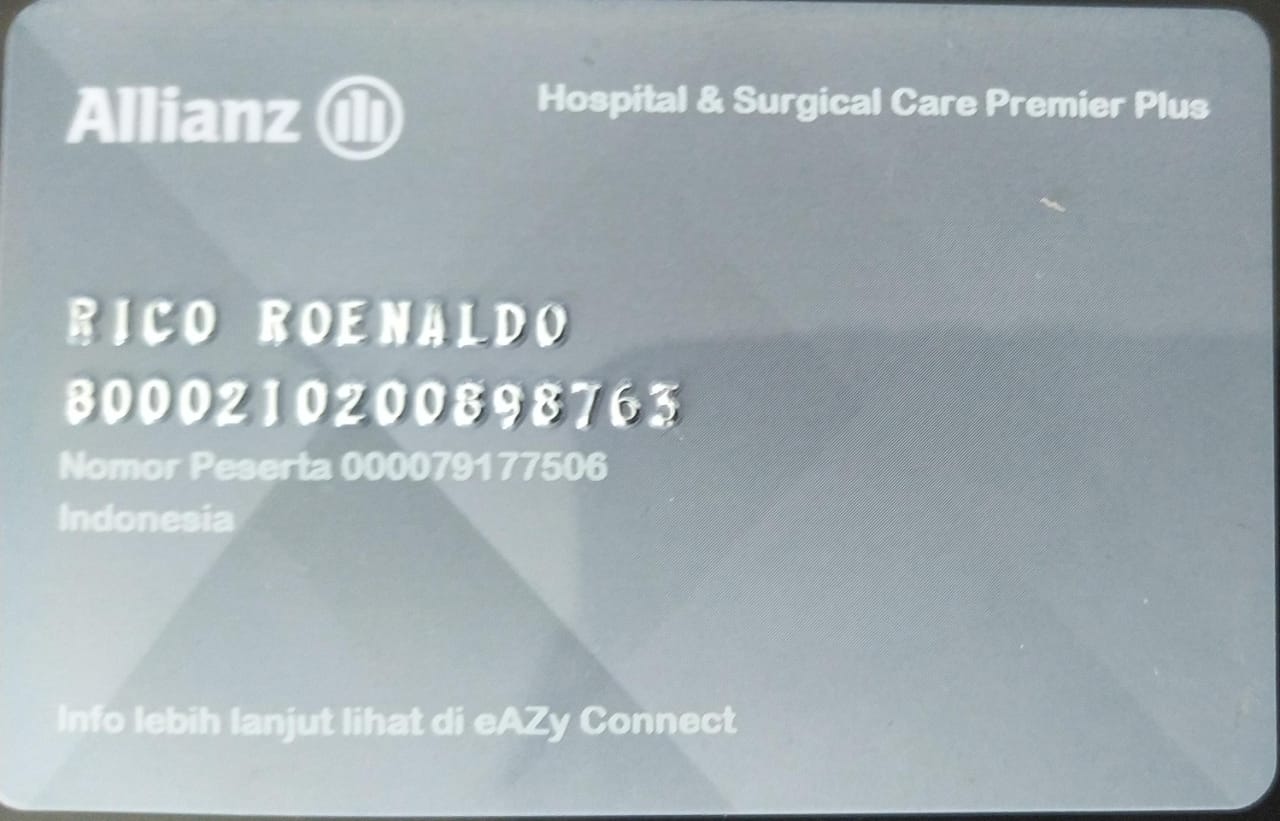 Allianz
Hospital & Surgical Care Premier Plus
RICO ROENALDO
8000210200898763
Nomor Peserta 000079177506
Indonesia
Info lebih lanjut lihat di eAZy Connect